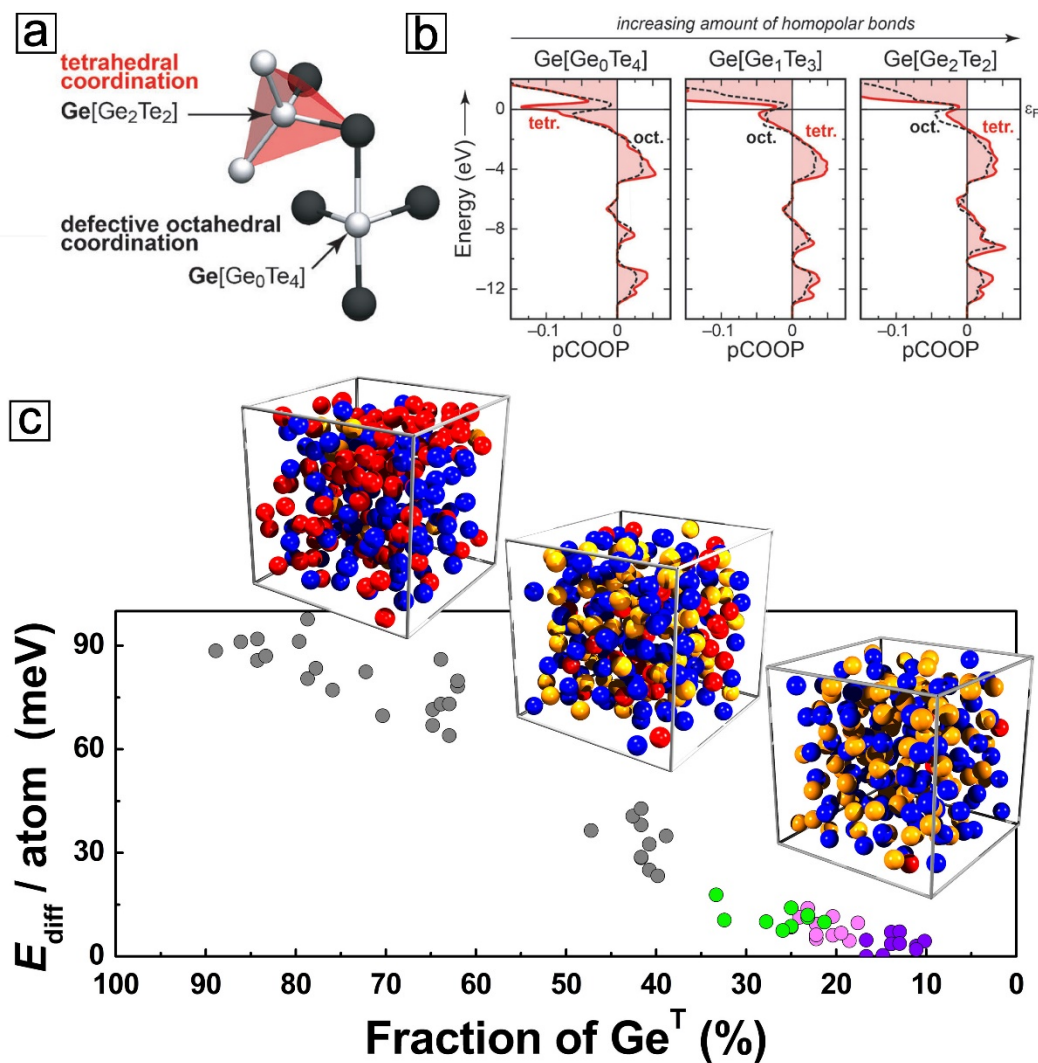 a
tetrahedral
coordination
Ge[Ge2Te2]
defective octahedral
coordination
Ge[Ge0Te4]
b
increasing amount of homopolar bonds
Ge[Ge0Te4] Ge[Ge1Te3] Ge[Ge2Te2]
Energy (eV)
0
−4
−8
−12
tetr. oct.
oct. tetr.
oct. tetr.
εF
−0.1 0 −0.1 0 −0.1 0
pCOOP pCOOP pCOOP
c
Ediff / atom (meV)
90
60
30
0
100 90 80 70 60 50 40 30 20 10 0
Fraction of GeT (%)